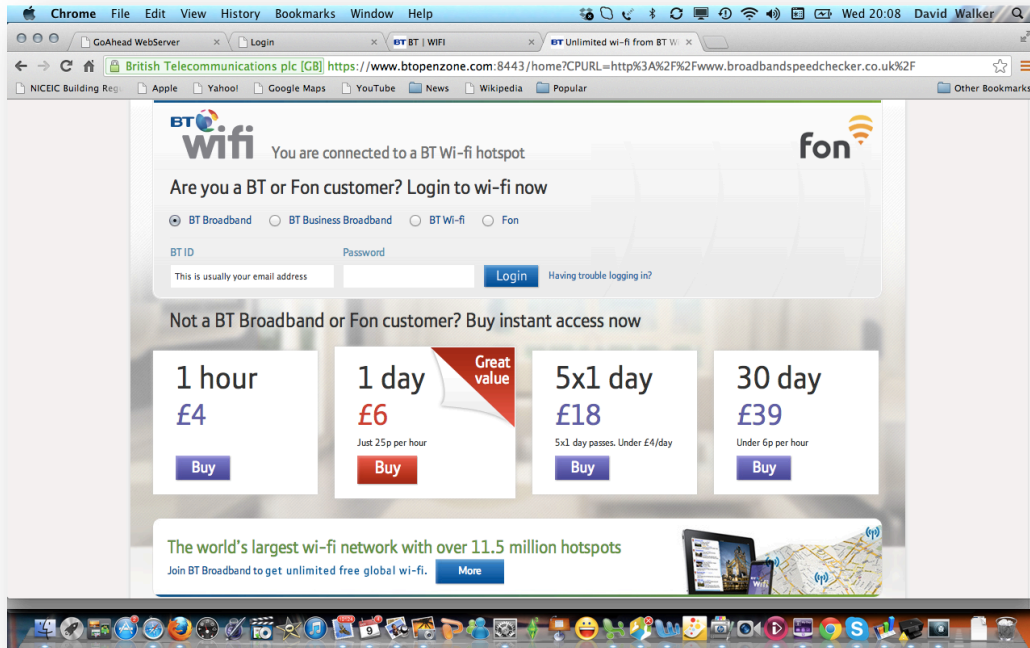 Chrome File Edit View History Bookmarks Window Help Wed 20:08 David Walker
GoAhead WebServer Login BT BT | WIFI BT Unlimited wi-fi from BT W
British Telecommunications plc [GB] https://www.btopenzone.com:8443/home?CPURL=http%3A%2F%2Fwww.broadbandspeedchecker.co.uk%2F
NICEIC Building Reg Apple Yahoo! Google Maps YouTube News Wikipedia Popular Other Bookmarks
BT
wifi You are connected to a BT Wi-fi hotspot fon
Are you a BT or Fon customer? Login to wi-fi now
BT Broadband BT Business Broadband BT Wi-fi Fon
BT ID Password
This is usually your email address Login Having trouble logging in?
Not a BT Broadband or Fon customer? Buy instant access now
Great
value
1 hour 1 day 5x1 day 30 day
£4 £6 £18 £39
Just 25p per hour 5x1 day passes. Under £4/day Under 6p per hour
Buy Buy Buy Buy
The world's largest wi-fi network with over 11.5 million hotspots
Join BT Broadband to get unlimited free global wi-fi. More